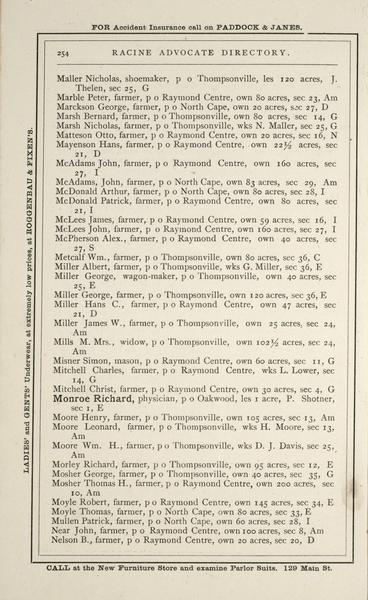 FOR Accident Insurance call on PADDOCK & JANES.
LADIES' and GENTS' Underwear, at extremely low prices, at ROGGENBAU & FIXEN'S.
254 RACINE ADVOCATE DIRECTORY.
Maller Nicholas, shoemaker, p o Thompsonville, les 120 acres, J.
Thelen, sec 25, G
Marble Peter, farmer, p o Raymond Centre, own 80 acres, sec 23, Am
Marckson George, farmer, p o North Cape, own 20 acres, sec 27, D
Marsh Bernard, farmer, p o Thompsonville, own 80 acres, sec 14, G
Marsh Nicholas, farmer, p o Thompsonville, wks N. Maller, sec 25, G
Matteson Otto, farmer, p o Raymond Centre, own 20 acres, sec 16, N
Mayenson Hans, farmer, p o Raymond Centre, own 22½ acres, sec
21, D
McAdams John, farmer, p o Raymond Centre, own 160 acres, sec
27, I
McAdams, John, farmer, p o North Cape, own 83 acres, sec 29, Am
McDonald Arthur, farmer, p o North Cape, own 80 acres, sec 28, I
McDonald Patrick, farmer, p o Raymond Centre, own 80 acres, sec
21, I
McLees James, farmer, p o Raymond Centre, own 59 acres, sec 16, I
McLees John, farmer, p o Raymond Centre, own 160 acres, sec 27, I
McPherson Alex., farmer, p o Raymond Centre, own 40 acres, sec
27, S
Metcalf Wm., farmer, p o Thompsonville, own 80 acres, sec 36, C
Miller Albert, farmer, p o Thompsonville, wks G. Miller, sec 36, E
Miller George, wagon-maker, p o Thompsonville, own 40 acres, sec
25, E
Miller George, farmer, p o Thompsonville, own 120 acres, sec 36, E
Miller Hans C., farmer, p o Raymond Centre, own 47 acres, sec
21, D
Miller James W., farmer, p o Thompsonville, own 25 acres, sec 24,
Am
Mills M. Mrs., widow, p o Thompsonville, own 102½ acres, sec 24,
Am
Misner Simon, mason, p o Raymond Centre, own 60 acres, sec 11, G
Mitchell Charles, farmer, p o Raymond Centre, wks L. Lower, sec
14, G
Mitchell Christ, farmer, p o Raymond Centre, own 30 acres, sec 4, G
Monroe Richard, physician, p o Oakwood, les 1 acre, P. Shotner,
sec 1, E
Moore Henry, farmer, p o Thompsonville, own 105 acres, sec 13, Am
Moore Leonard, farmer, p o Thompsonville, wks H. Moore, sec 13,
Am
Moore Wm. H., farmer, p o Thompsonville, wks D. J. Davis, sec 25,
Am
Morley Richard, farmer, p o Thompsonville, own 95 acres, sec 12, E
Mosher George, farmer, p o Thompsonville, own 40 acres, sec 35, G
Mosher Thomas H., farmer, p o Raymond Centre, own 200 acres, sec
10, Am
Moyle Robert, farmer, p o Raymond Centre, own 145 acres, sec 34, E
Moyle Thomas, farmer, p o North Cape, own 80 acres, sec 33, E
Mullen Patrick, farmer, p o North Cape, own 60 acres, sec 28, I
Near John, farmer, p o Raymond Centre, own 100 acres, sec 8, Am
Nelson B., farmer, p o Raymond Centre, own 20 acres, sec 20, D
CALL at the New Furniture Store and examine Parlor Suits. 129 Main St.